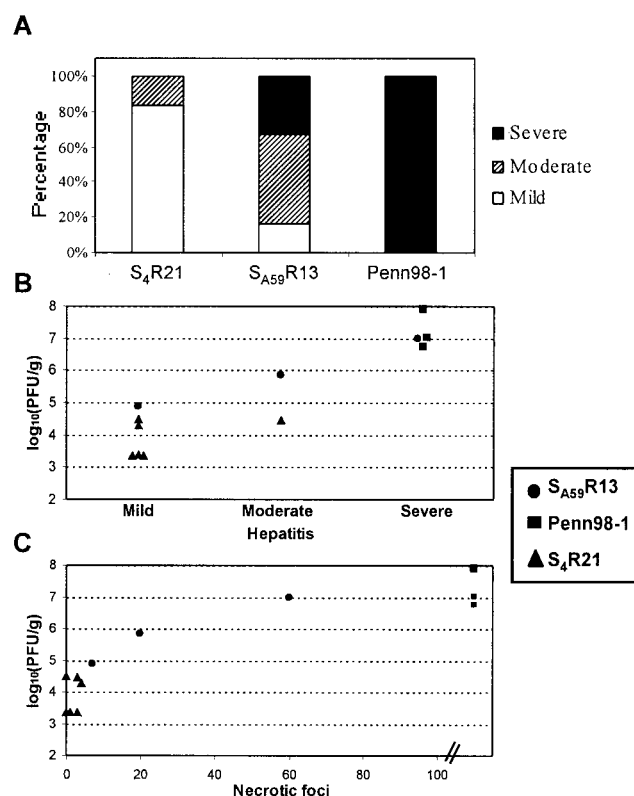 A
100%
80%
60%
40%
20%
0%
Percentage
S4R21
SA59R13
Penn98-1
Severe
Moderate
Mild
B
8
7
6
5
4
3
2
log10(PFU/g)
Mild
Moderate
Severe
Hepatitis
SA59R13
Penn98-1
S4R21
C
8
7
6
5
4
3
2
log10(PFU/g)
0
20
40
60
80
100
Necrotic foci